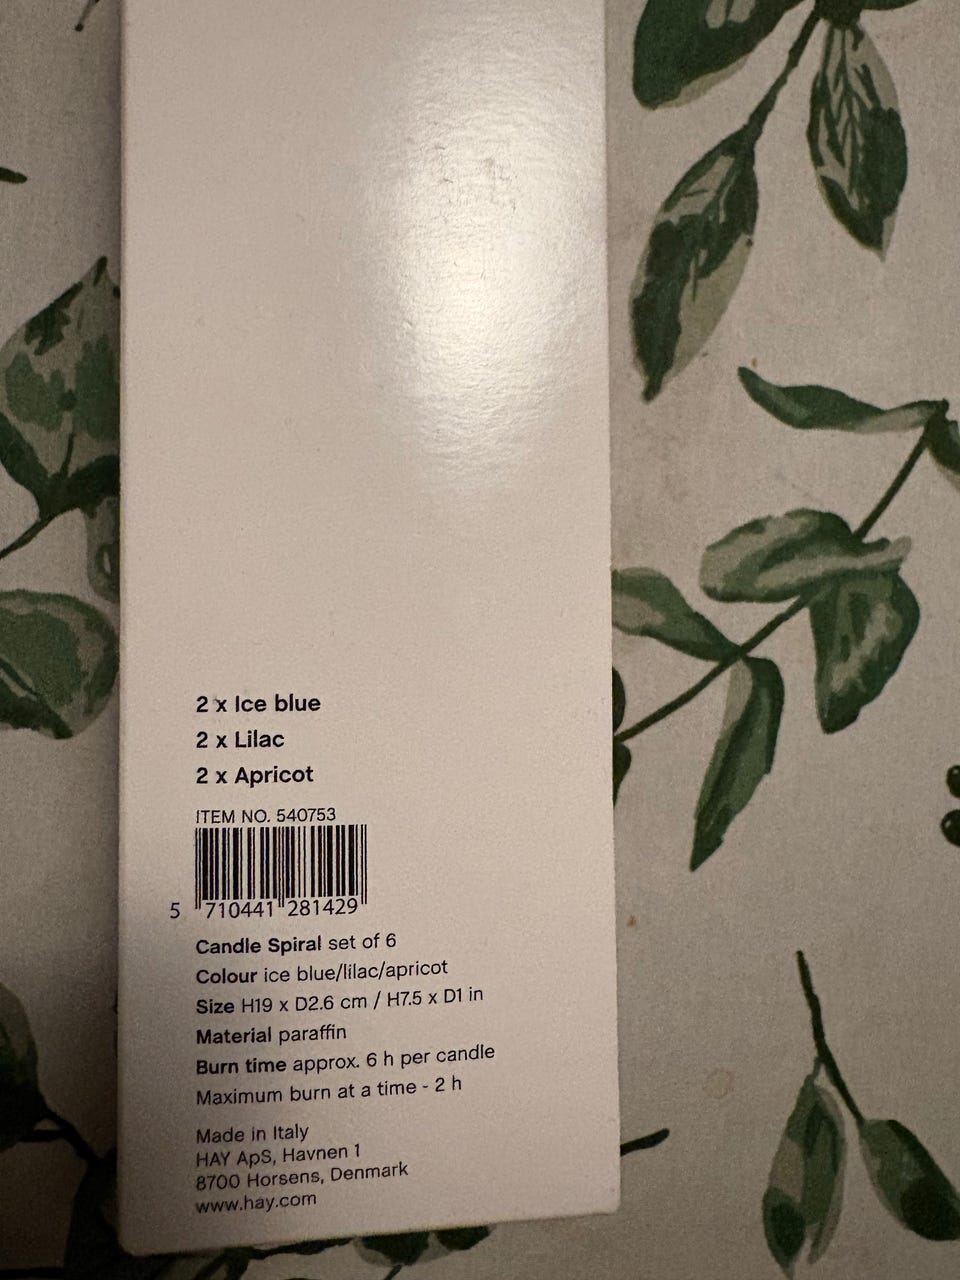 2 x Ice blue
2 x Lilac
2 x Apricot
ITEM NO. 540753
5 710441 281429
Candle Spiral set of 6
Colour ice blue/lilac/apricot
Size H19 x D2.6 cm / H7.5 x D1 in
Material paraffin
Burn time approx. 6 h per candle
Maximum burn at a time - 2 h
Made in Italy
HAY ApS, Havnen 1
8700 Horsens, Denmark
www.hay.com